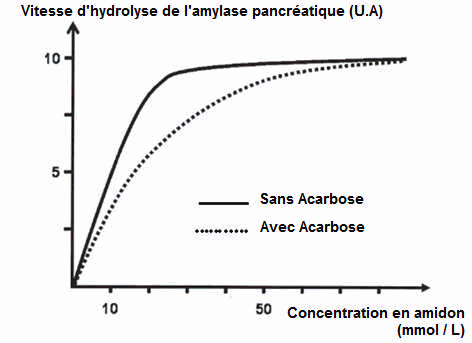 Vitesse d'hydrolyse de l'amylase pancréatique (U.A)
10
5
Sans Acarbose
Avec Acarbose
10
50
Concentration en amidon
(mmol / L)